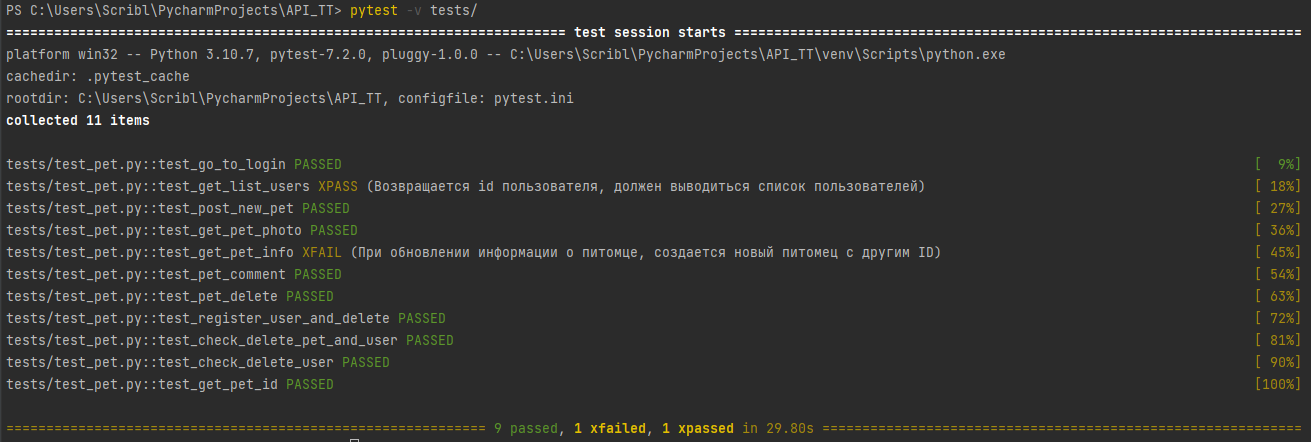 PS C:\Users\Scribl\PycharmProjects\API_TT> pytest -v tests/
====================================================================== test session starts =======================================================================
platform win32 -- Python 3.10.7, pytest-7.2.0, pluggy-1.0.0 -- C:\Users\Scribl\PycharmProjects\API_TT\venv\Scripts\python.exe
cachedir: .pytest_cache
rootdir: C:\Users\Scribl\PycharmProjects\API_TT, configfile: pytest.ini
collected 11 items
tests/test_pet.py::test_go_to_login PASSED [  9%]
tests/test_pet.py::test_get_list_users XPASS (Возвращается id пользователя, должен выводиться список пользователей) [ 18%]
tests/test_pet.py::test_post_new_pet PASSED [ 27%]
tests/test_pet.py::test_get_pet_photo PASSED [ 36%]
tests/test_pet.py::test_get_pet_info XFAIL (При обновлении информации о питомце, создается новый питомец с другим ID) [ 45%]
tests/test_pet.py::test_pet_comment PASSED [ 54%]
tests/test_pet.py::test_pet_delete PASSED [ 63%]
tests/test_pet.py::test_register_user_and_delete PASSED [ 72%]
tests/test_pet.py::test_check_delete_pet_and_user PASSED [ 81%]
tests/test_pet.py::test_check_delete_user PASSED [ 90%]
tests/test_pet.py::test_get_pet_id PASSED [100%]
============================================================ 9 passed, 1 xfailed, 1 xpassed in 29.80s ============================================================